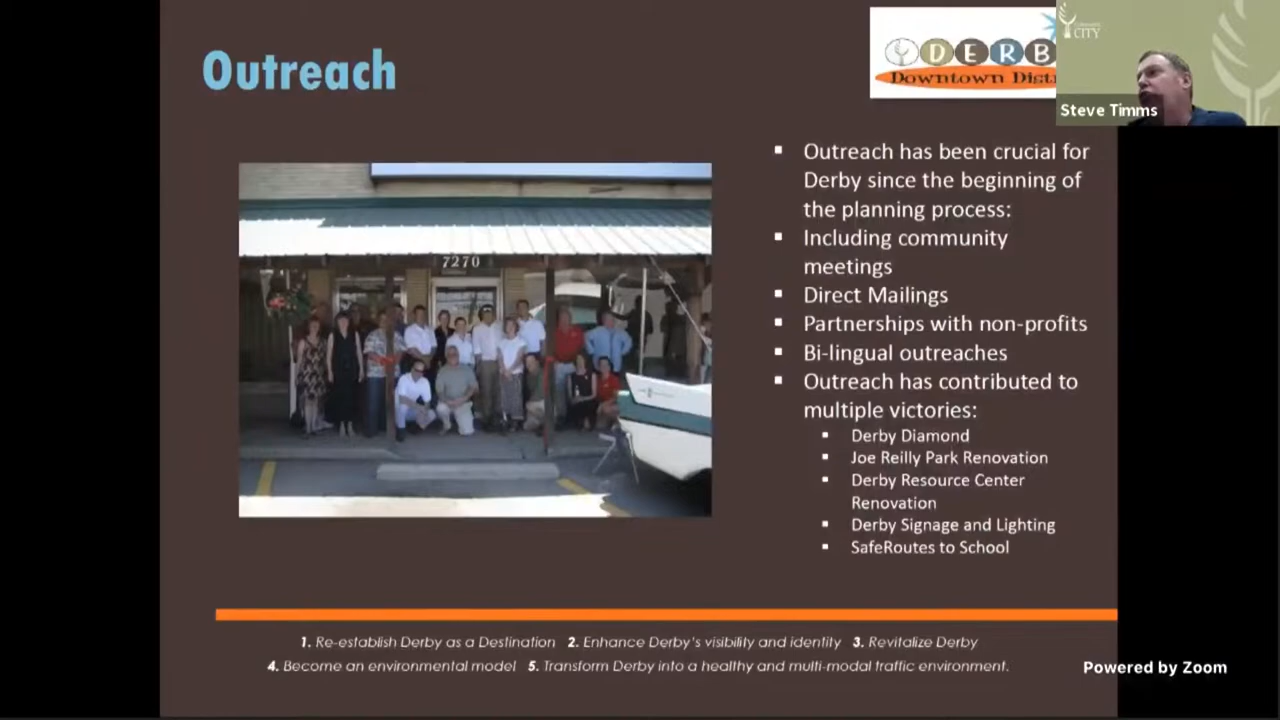 Outreach
DERB
Downtown Distr
CITY
Steve Timms
7270
▪ Outreach has been crucial for
Derby since the beginning of
the planning process:
▪ Including community
meetings
▪ Direct Mailings
▪ Partnerships with non-profits
▪ Bi-lingual outreaches
▪ Outreach has contributed to
multiple victories:
▪ Derby Diamond
▪ Joe Reilly Park Renovation
▪ Derby Resource Center
Renovation
▪ Derby Signage and Lighting
▪ SafeRoutes to School
1. Re-establish Derby as a Destination 2. Enhance Derby's visibility and identity 3. Revitalize Derby
4. Become an environmental model 5. Transform Derby into a healthy and multi-modal traffic environment.
Powered by Zoom